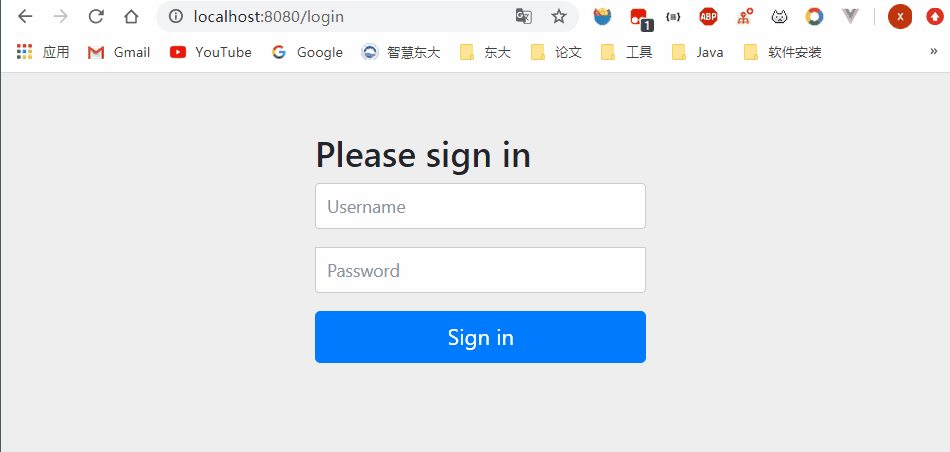 localhost:8080/login
1
ABP
X
应用 Gmail YouTube Google 智慧东大 东大 论文 工具 Java 软件安装 »
Please sign in
Username
Password
Sign in